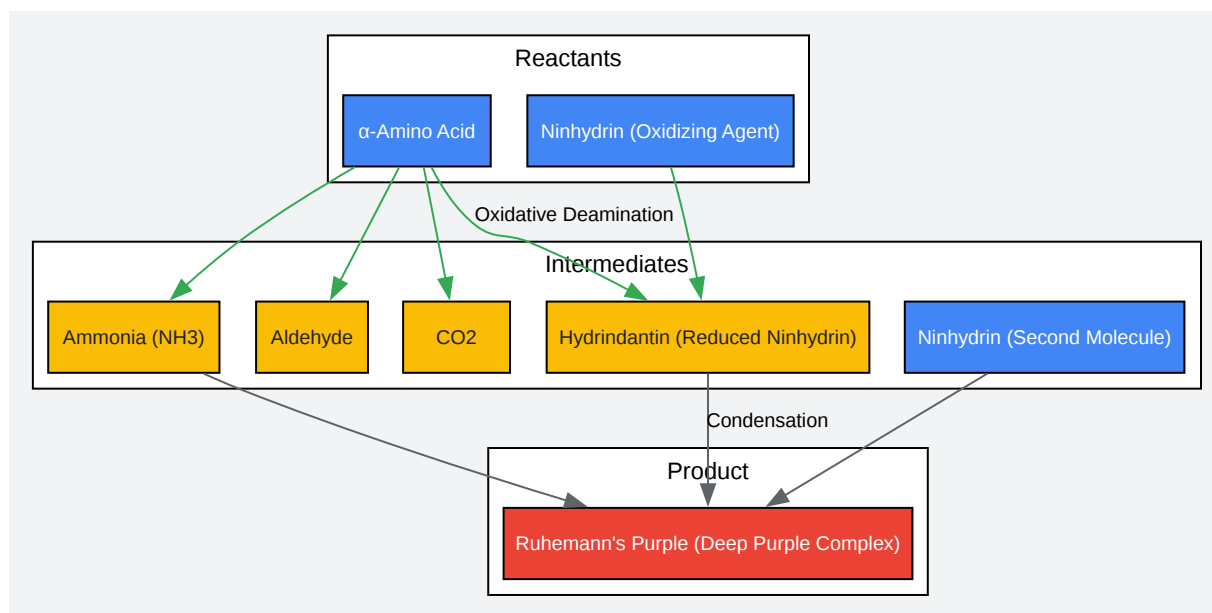 Reactants
α-Amino Acid
Ninhydrin (Oxidizing Agent)
Oxidative Deamination
Intermediates
Ammonia (NH3)
Aldehyde
CO2
Hydrindantin (Reduced Ninhydrin)
Ninhydrin (Second Molecule)
Condensation
Product
Ruhemann's Purple (Deep Purple Complex)